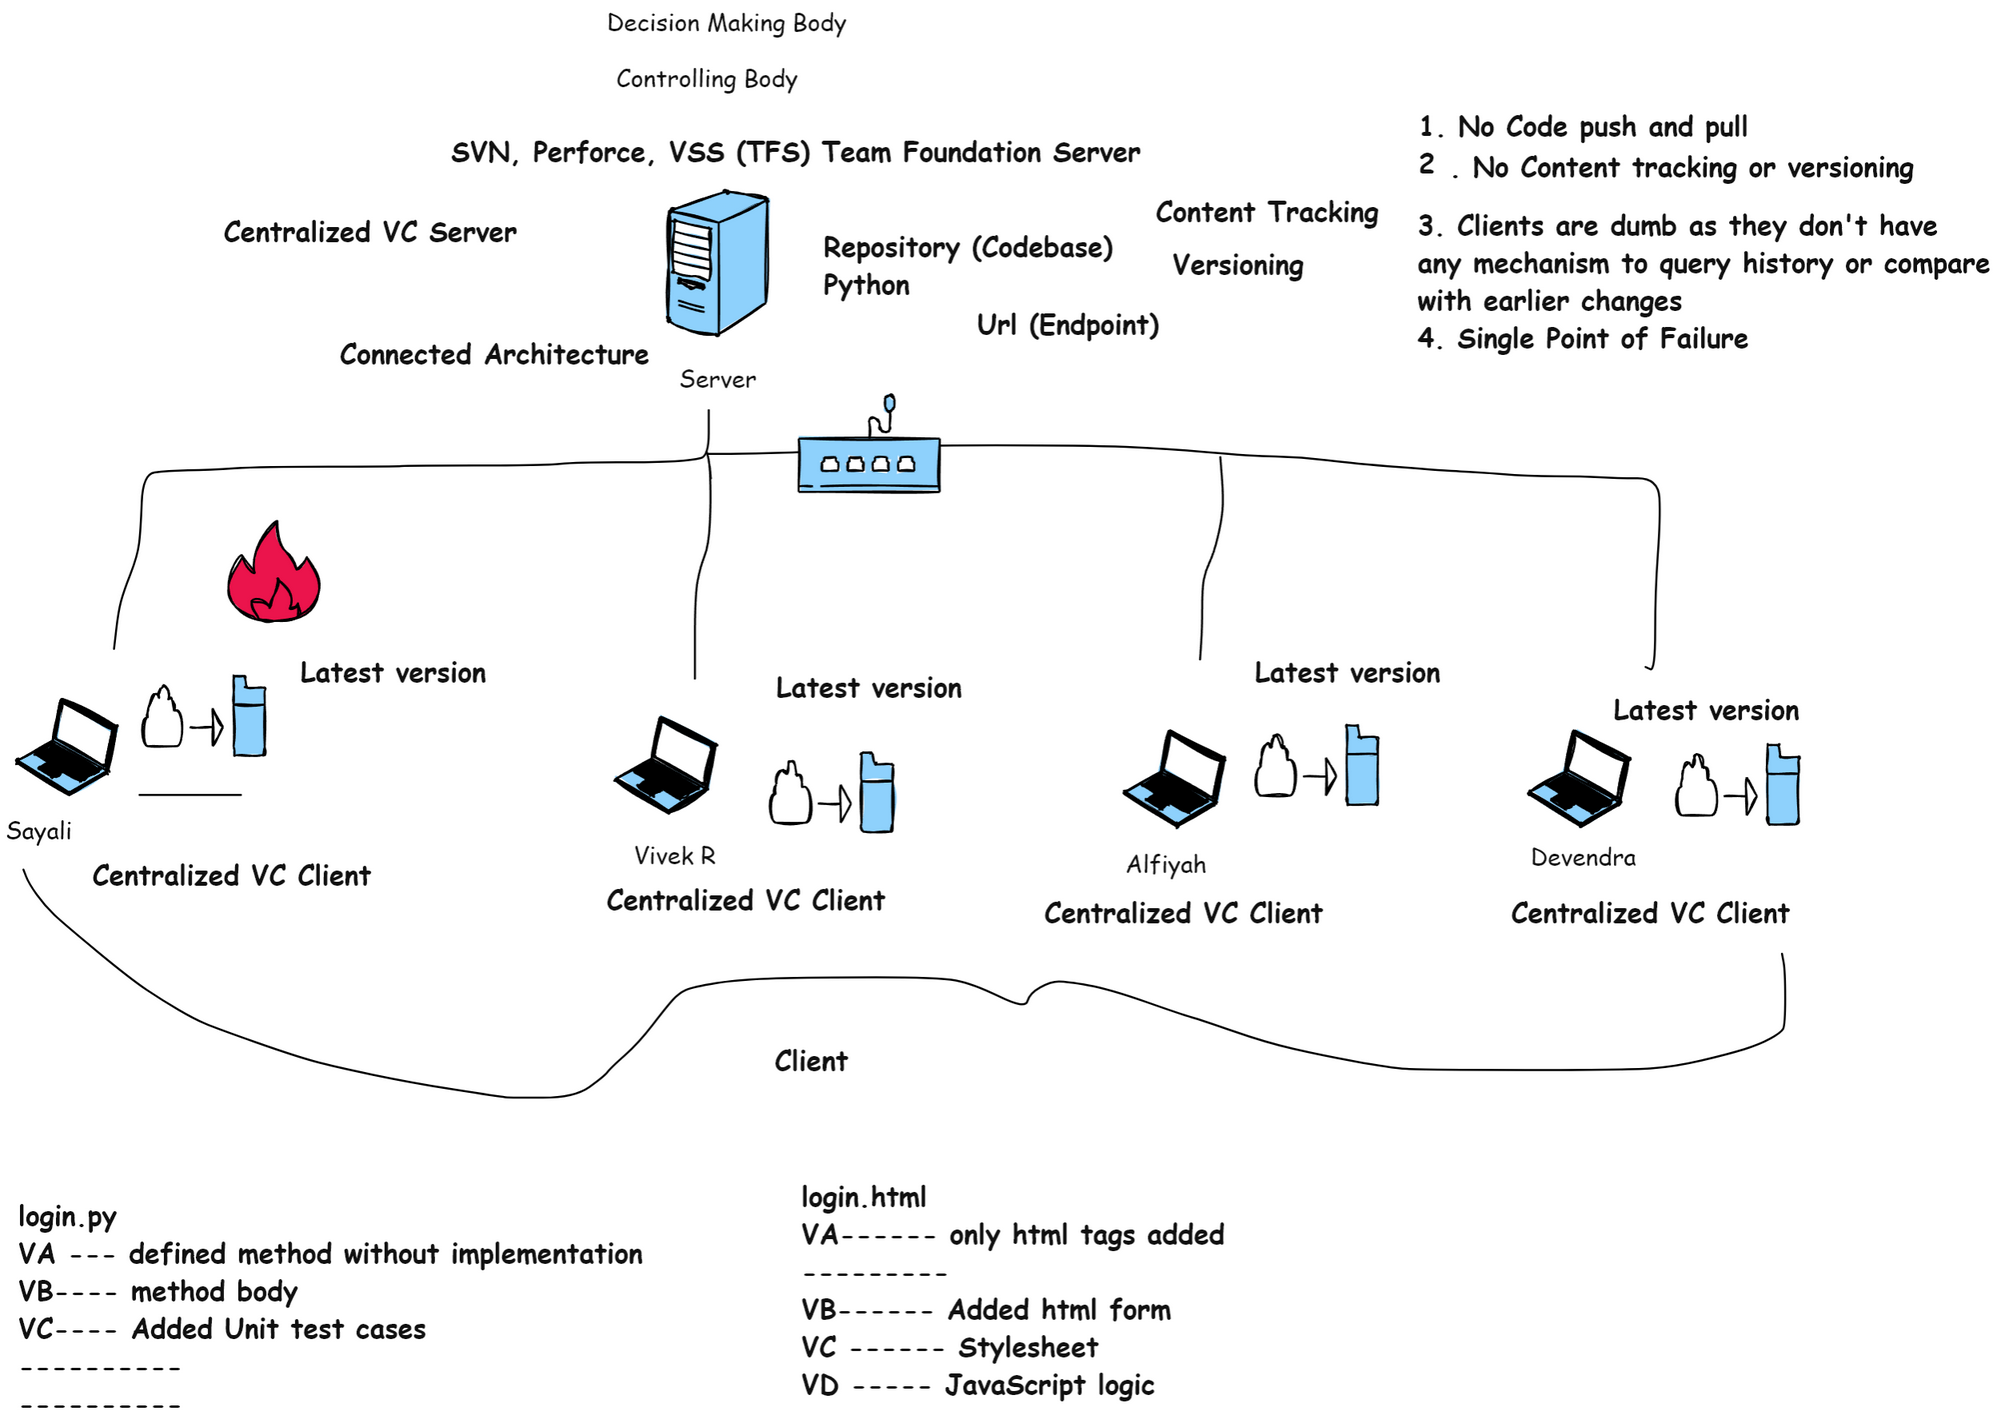 Decision Making Body
Controlling Body
SVN, Perforce, VSS (TFS) Team Foundation Server
Centralized VC Server
Repository (Codebase)
Python
Content Tracking
Versioning
Url (Endpoint)
Connected Architecture
Server
1. No Code push and pull
2 . No Content tracking or versioning
3. Clients are dumb as they don't have
any mechanism to query history or compare
with earlier changes
4. Single Point of Failure
Latest version
Latest version
Latest version
Latest version
Sayali
Centralized VC Client
Vivek R
Centralized VC Client
Alfiyah
Centralized VC Client
Devendra
Centralized VC Client
Client
login.py
VA --- defined method without implementation
VB---- method body
VC---- Added Unit test cases
----------
----------
login.html
VA------ only html tags added
---------
VB------ Added html form
VC ------ Stylesheet
VD ----- JavaScript logic